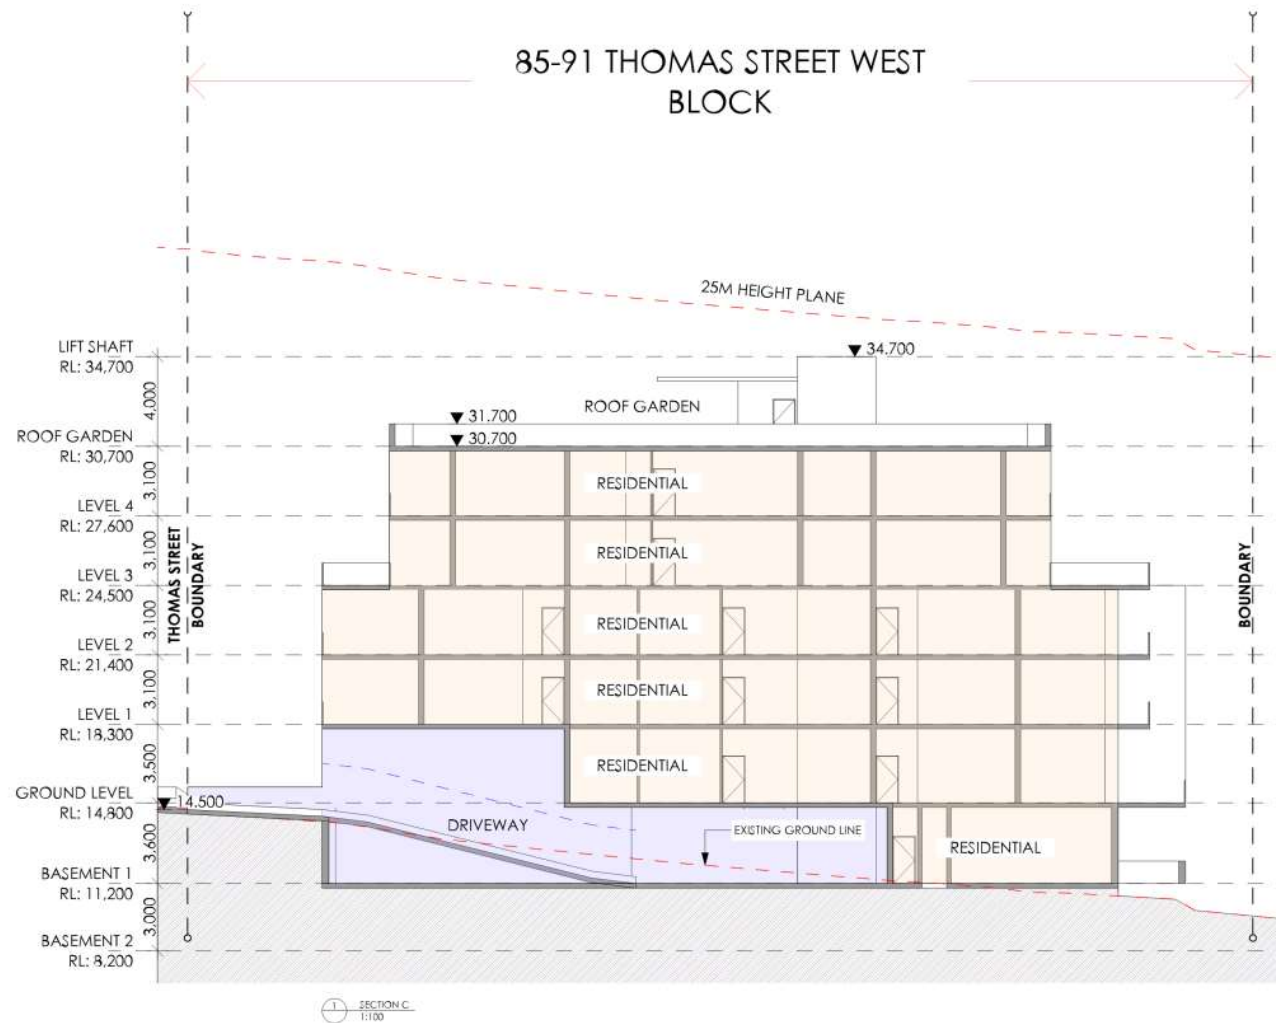 85-91 THOMAS STREET WEST
BLOCK
25M HEIGHT PLANE
LIFT SHAFT
RL: 34,700
34.700
4,000
ROOF GARDEN
31.700
ROOF GARDEN
RL: 30,700
30.700
3,100
RESIDENTIAL
LEVEL 4
RL: 27,600
3,100
RESIDENTIAL
THOMAS STREET
BOUNDARY
BOUNDARY
LEVEL 3
RL: 24,500
3,100
RESIDENTIAL
LEVEL 2
RL: 21,400
3,100
RESIDENTIAL
LEVEL 1
RL: 18,300
3,500
RESIDENTIAL
GROUND LEVEL
RL: 14,800
14.500
DRIVEWAY
EXISTING GROUND LINE
3,600
RESIDENTIAL
BASEMENT 1
RL: 11,200
3,000
BASEMENT 2
RL: 8,200
1
SECTION C
1:100